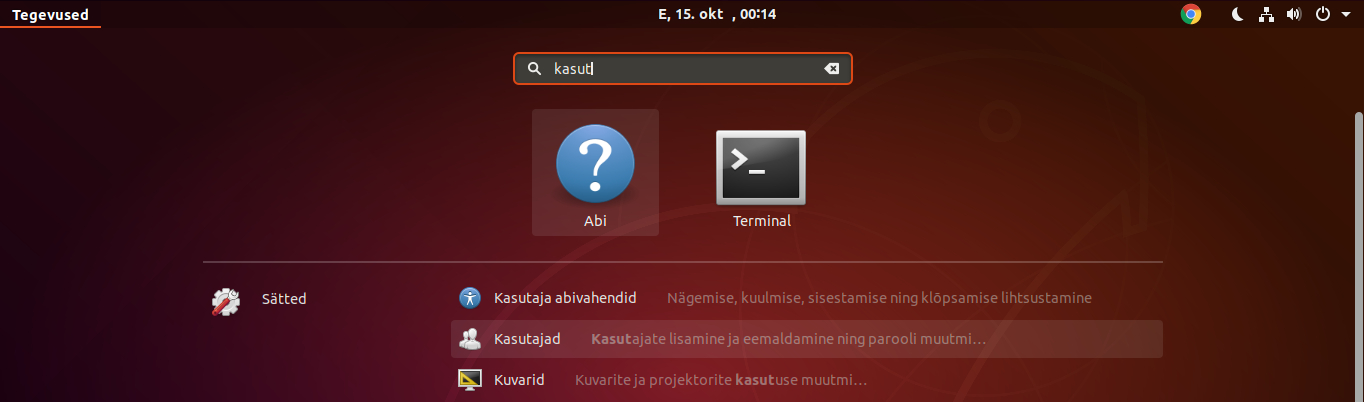 Tegevused E, 15. okt , 00:14
kasut
Abi Terminal
Sätted
Kasutaja abivahendid Nägemise, kuulmise, sisestamise ning klõpsamise lihtsustamine
Kasutajad Kasutajate lisamine ja eemaldamine ning parooli muutmi…
Kuvarid Kuvarite ja projektorite kasutuse muutmi…